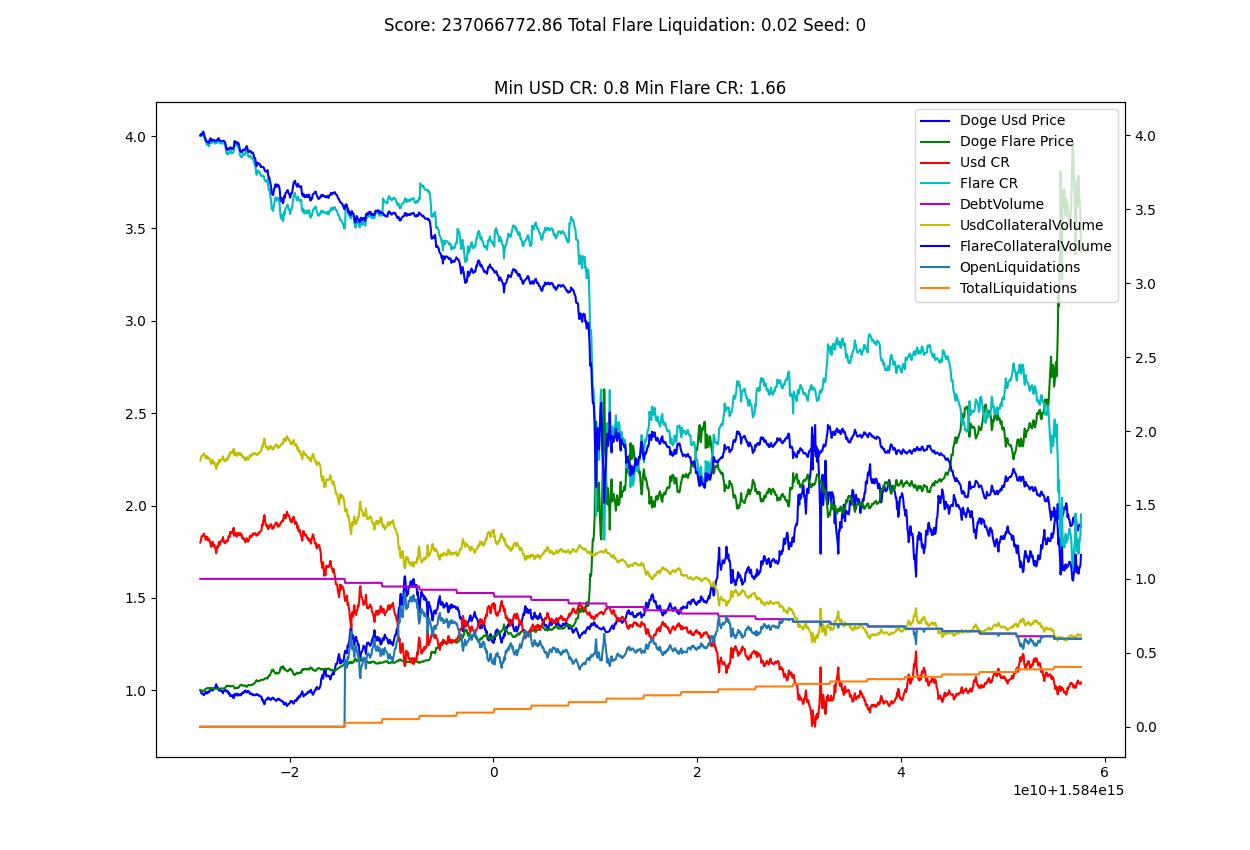 Score: 237066772.86 Total Flare Liquidation: 0.02 Seed: 0
Min USD CR: 0.8 Min Flare CR: 1.66
Doge Usd Price
Doge Flare Price
Usd CR
Flare CR
DebtVolume
UsdCollateralVolume
FlareCollateralVolume
OpenLiquidations
TotalLiquidations
4.0
3.5
3.0
2.5
2.0
1.5
1.0
4.0
3.5
3.0
2.5
2.0
1.5
1.0
0.5
0.0
−2 0 2 4 6
1e10+1.584e15